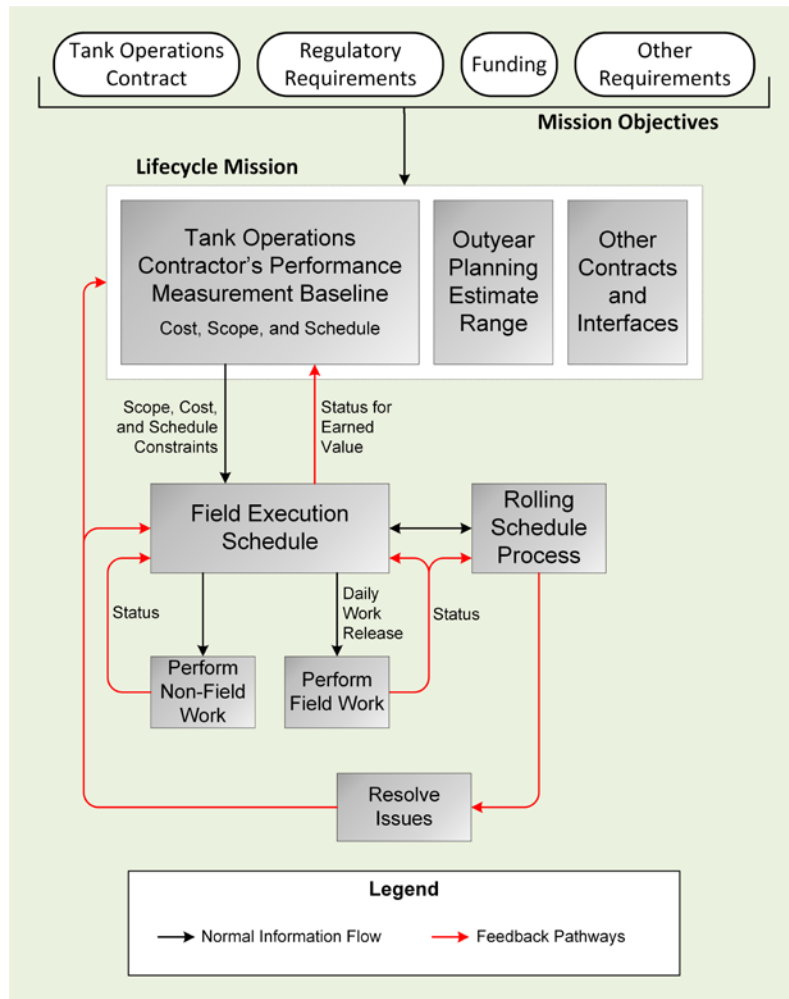 Tank Operations
Contract
Regulatory
Requirements
Funding
Other
Requirements
Mission Objectives
Lifecycle Mission
Tank Operations
Contractor's Performance
Measurement Baseline
Cost, Scope, and Schedule
Outyear
Planning
Estimate
Range
Other
Contracts
and
Interfaces
Scope, Cost,
and Schedule
Constraints
Status for
Earned
Value
Field Execution
Schedule
Rolling
Schedule
Process
Status
Daily
Work
Release
Status
Perform
Non-Field
Work
Perform
Field Work
Resolve
Issues
Legend
Normal Information Flow
Feedback Pathways